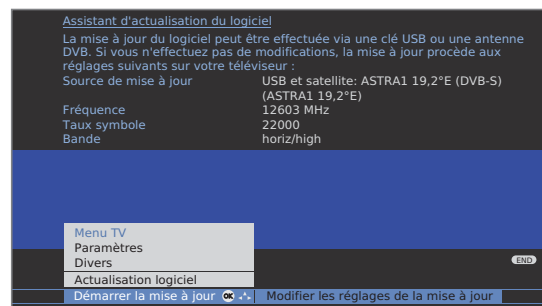 Assistant d'actualisation du logiciel
La mise à jour du logiciel peut être effectuée via une clé USB ou une antenne
DVB. Si vous n'effectuez pas de modifications, la mise à jour procède aux
réglages suivants sur votre téléviseur :
Source de mise à jour USB et satellite: ASTRA1 19,2°E (DVB-S)
(ASTRA1 19,2°E)
Fréquence 12603 MHz
Taux symbole 22000
Bande horiz/high
Menu TV
Paramètres
Divers
END
Actualisation logiciel
Démarrer la mise à jour OK Modifier les réglages de la mise à jour